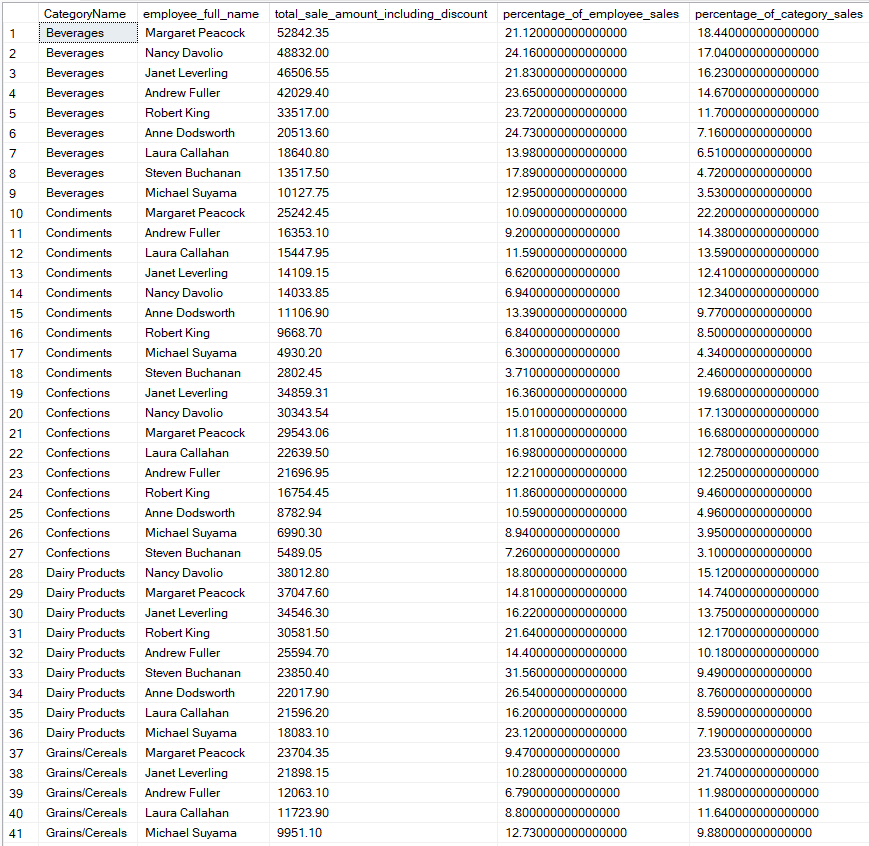 CategoryName employee_full_name total_sale_amount_including_discount percentage_of_employee_sales percentage_of_category_sales
1 Beverages Margaret Peacock 52842.35 21.120000000000000 18.440000000000000
2 Beverages Nancy Davolio 48832.00 24.160000000000000 17.040000000000000
3 Beverages Janet Leverling 46506.55 21.830000000000000 16.230000000000000
4 Beverages Andrew Fuller 42029.40 23.650000000000000 14.670000000000000
5 Beverages Robert King 33517.00 23.720000000000000 11.700000000000000
6 Beverages Anne Dodsworth 20513.60 24.730000000000000 7.160000000000000
7 Beverages Laura Callahan 18640.80 13.980000000000000 6.510000000000000
8 Beverages Steven Buchanan 13517.50 17.890000000000000 4.720000000000000
9 Beverages Michael Suyama 10127.75 12.950000000000000 3.530000000000000
10 Condiments Margaret Peacock 25242.45 10.090000000000000 22.200000000000000
11 Condiments Andrew Fuller 16353.10 9.200000000000000 14.380000000000000
12 Condiments Laura Callahan 15447.95 11.590000000000000 13.590000000000000
13 Condiments Janet Leverling 14109.15 6.620000000000000 12.410000000000000
14 Condiments Nancy Davolio 14033.85 6.940000000000000 12.340000000000000
15 Condiments Anne Dodsworth 11106.90 13.390000000000000 9.770000000000000
16 Condiments Robert King 9668.70 6.840000000000000 8.500000000000000
17 Condiments Michael Suyama 4930.20 6.300000000000000 4.340000000000000
18 Condiments Steven Buchanan 2802.45 3.710000000000000 2.460000000000000
19 Confections Janet Leverling 34859.31 16.360000000000000 19.680000000000000
20 Confections Nancy Davolio 30343.54 15.010000000000000 17.130000000000000
21 Confections Margaret Peacock 29543.06 11.810000000000000 16.680000000000000
22 Confections Laura Callahan 22639.50 16.980000000000000 12.780000000000000
23 Confections Andrew Fuller 21696.95 12.210000000000000 12.250000000000000
24 Confections Robert King 16754.45 11.860000000000000 9.460000000000000
25 Confections Anne Dodsworth 8782.94 10.590000000000000 4.960000000000000
26 Confections Michael Suyama 6990.30 8.940000000000000 3.950000000000000
27 Confections Steven Buchanan 5489.05 7.260000000000000 3.100000000000000
28 Dairy Products Nancy Davolio 38012.80 18.800000000000000 15.120000000000000
29 Dairy Products Margaret Peacock 37047.60 14.810000000000000 14.740000000000000
30 Dairy Products Janet Leverling 34546.30 16.220000000000000 13.750000000000000
31 Dairy Products Robert King 30581.50 21.640000000000000 12.170000000000000
32 Dairy Products Andrew Fuller 25594.70 14.400000000000000 10.180000000000000
33 Dairy Products Steven Buchanan 23850.40 31.560000000000000 9.490000000000000
34 Dairy Products Anne Dodsworth 22017.90 26.540000000000000 8.760000000000000
35 Dairy Products Laura Callahan 21596.20 16.200000000000000 8.590000000000000
36 Dairy Products Michael Suyama 18083.10 23.120000000000000 7.190000000000000
37 Grains/Cereals Margaret Peacock 23704.35 9.470000000000000 23.530000000000000
38 Grains/Cereals Janet Leverling 21898.15 10.280000000000000 21.740000000000000
39 Grains/Cereals Andrew Fuller 12063.10 6.790000000000000 11.980000000000000
40 Grains/Cereals Laura Callahan 11723.90 8.800000000000000 11.640000000000000
41 Grains/Cereals Michael Suyama 9951.10 12.730000000000000 9.880000000000000